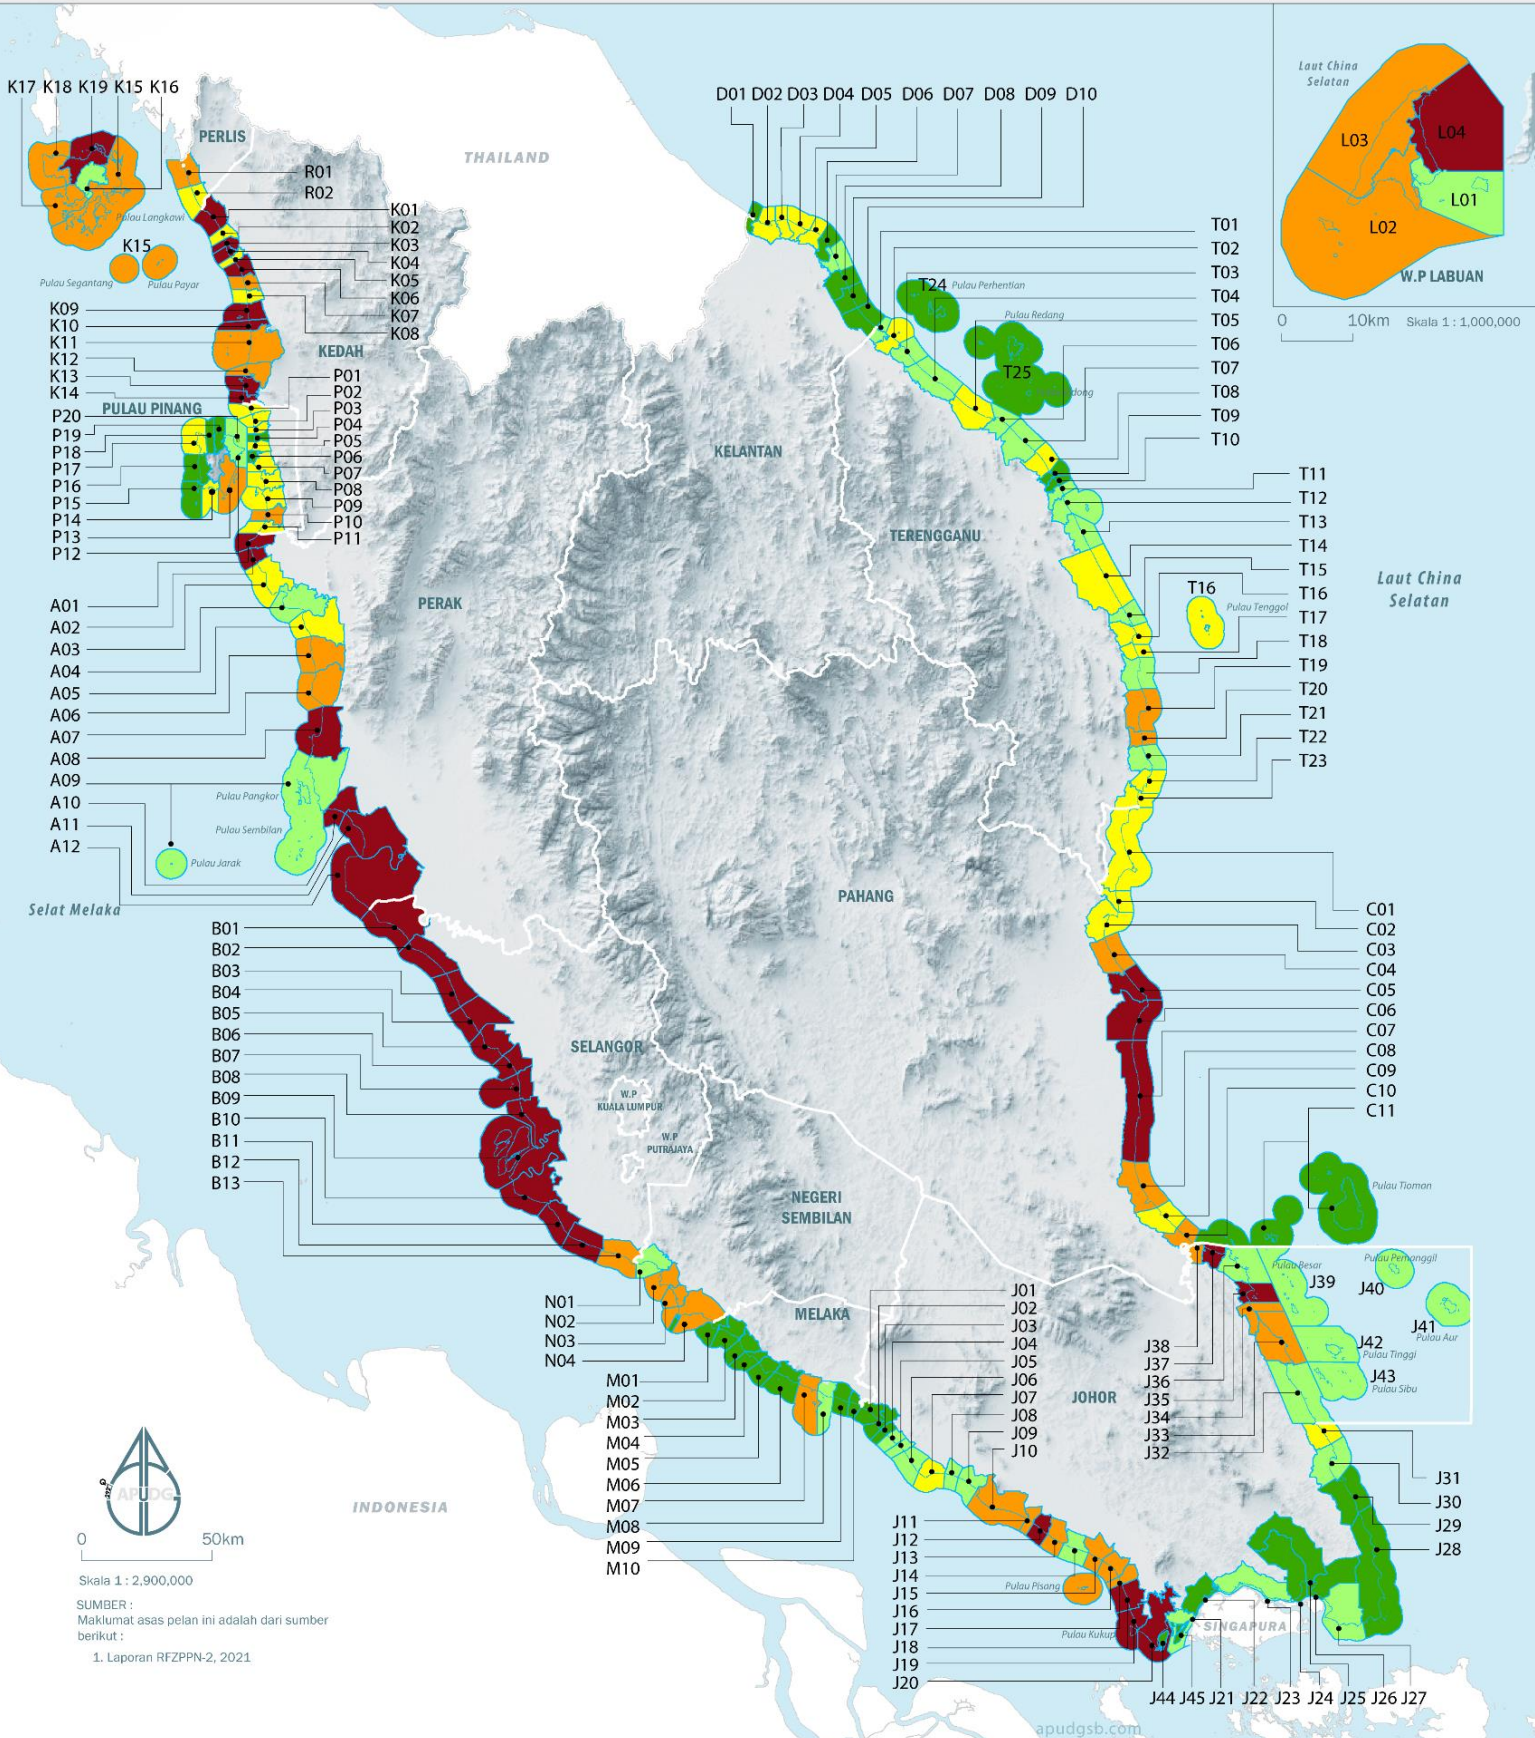 K17 K18 K19 K15 K16
PERLIS
THAILAND
R01
R02
Pulau Langkawi
K15
Pulau Segantang
Pulau Payar
K01
K02
K03
K04
K05
K06
K07
K08
K09
K10
K11
K12
K13
K14
KEDAH
PULAU PINANG
P01
P02
P03
P04
P05
P06
P07
P08
P09
P10
P11
P20
P19
P18
P17
P16
P15
P14
P13
P12
A01
A02
A03
A04
A05
A06
A07
A08
A09
A10
A11
A12
PERAK
Pulau Pangkor
Pulau Sembilan
Pulau Jarak
Selat Melaka
B01
B02
B03
B04
B05
B06
B07
B08
B09
B10
B11
B12
B13
SELANGOR
W.P
KUALA LUMPUR
W.P
PUTRAJAYA
NEGERI
SEMBILAN
N01
N02
N03
N04
MELAKA
M01
M02
M03
M04
M05
M06
M07
M08
M09
M10
D01 D02 D03 D04 D05 D06 D07 D08 D09 D10
KELANTAN
TERENGGANU
PAHANG
T01
T02
T03
T04
T05
T06
T07
T08
T09
T10
T24
Pulau Perhentian
Pulau Redang
T25
T11
T12
T13
T14
T15
T16
T17
T18
T19
T20
T21
T22
T23
T16
Pulau Tenggol
Laut China
Selatan
C01
C02
C03
C04
C05
C06
C07
C08
C09
C10
C11
Pulau Tioman
Pulau Pemanggil
Pulau Besar
J39
J40
J41
Pulau Aur
J42
Pulau Tinggi
J43
Pulau Sibu
J38
J37
J36
J35
J34
J33
J32
JOHOR
J01
J02
J03
J04
J05
J06
J07
J08
J09
J10
J31
J30
J29
J28
J11
J12
J13
J14
J15
J16
J17
J18
J19
J20
Pulau Pisang
Pulau Kukup
SINGAPURA
J44 J45 J21 J22 J23 J24 J25 J26 J27
INDONESIA
Laut China
Selatan
L03
L04
L01
L02
W.P LABUAN
0 10km Skala 1 : 1,000,000
APUDG
0 50km
Skala 1 : 2,900,000
SUMBER :
Maklumat asas pelan ini adalah dari sumber
berikut :
1. Laporan RFZPPN-2, 2021
apudgsb.com